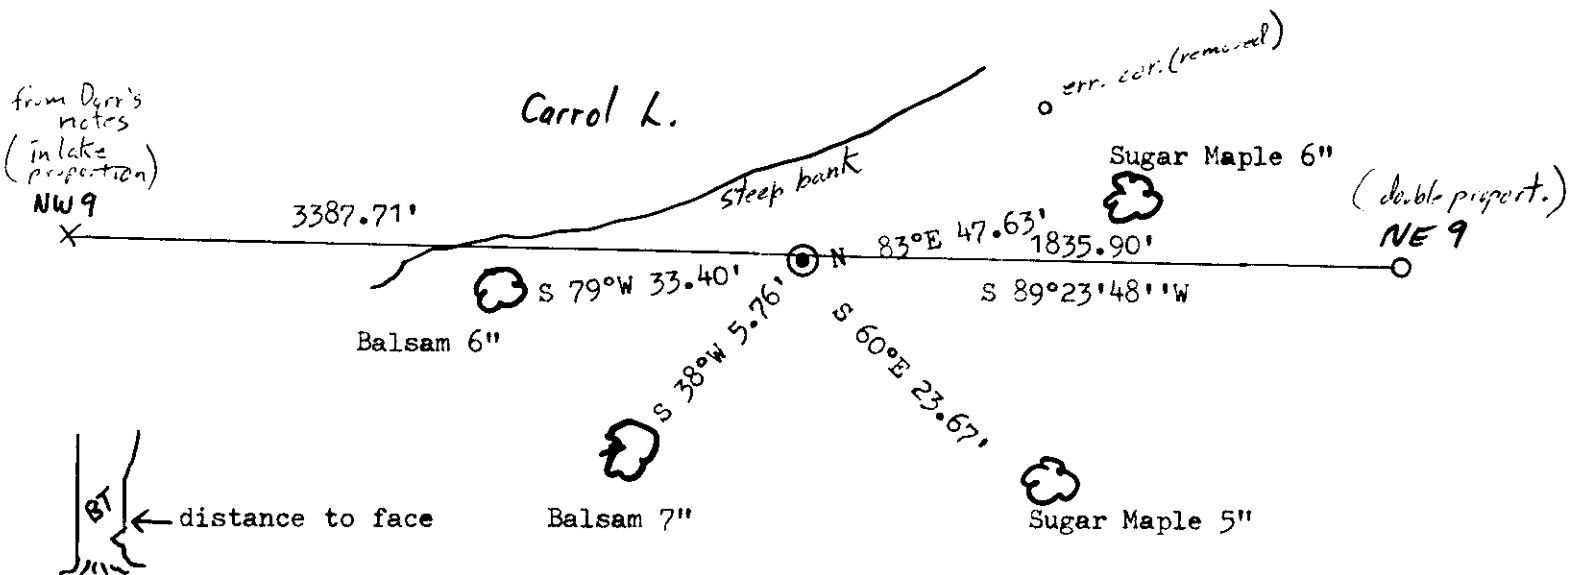 from Dyrr's
notes
(in lake
proportion)
NW 9
Carrol L.
err. cor. (removed)
steep bank
3387.71'
Sugar Maple 6"
(double proport.)
NE 9
N 83°E 47.63'
1835.90'
S 89°23'48''W
S 79°W 33.40'
Balsam 6"
S 38°W 5.76'
S 60°E 23.67'
BT
distance to face
Balsam 7"
Sugar Maple 5"